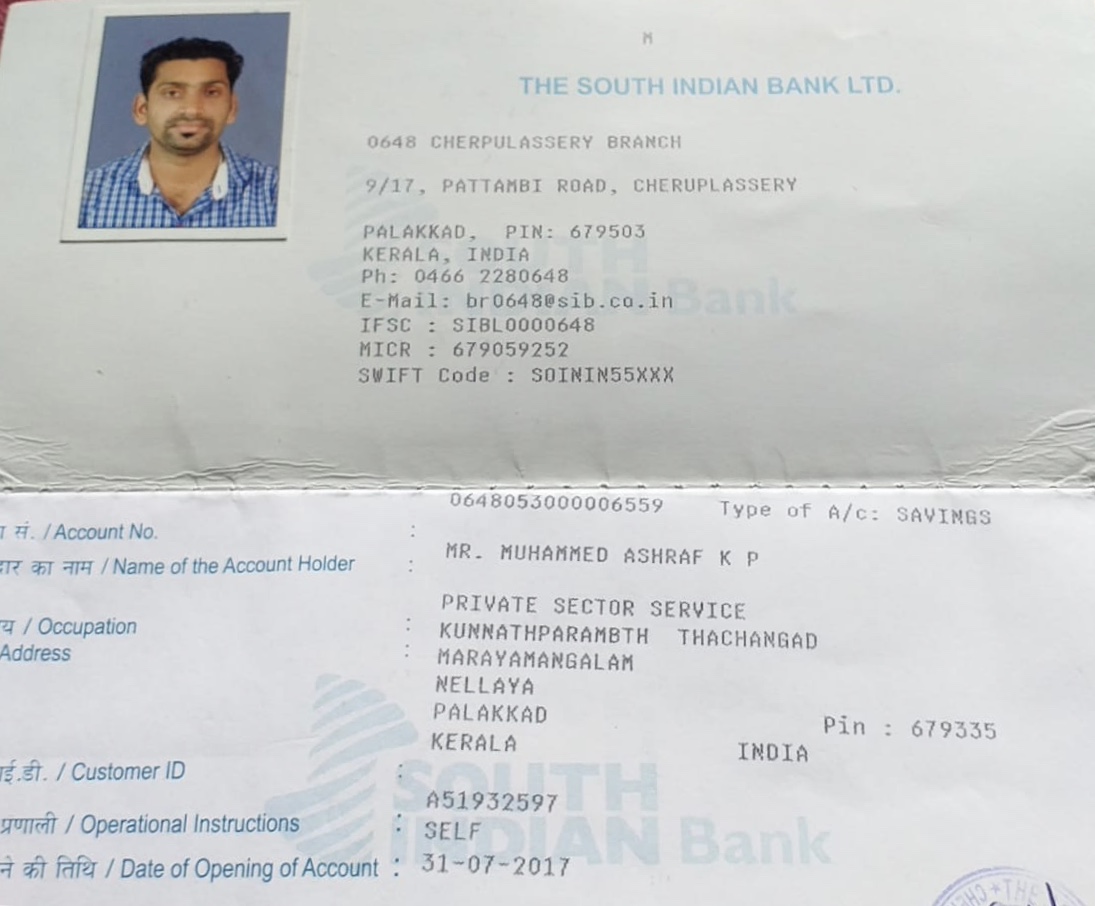 M
THE SOUTH INDIAN BANK LTD.
0648 CHERPULASSERY BRANCH
9/17, PATTAMBI ROAD, CHERUPLASSERY
PALAKKAD, PIN: 679503
KERALA, INDIA
Ph: 0466 2280648
E-Mail: br0648@sib.co.in
IFSC : SIBL0000648
MICR : 679059252
SWIFT Code : SOININ55XXX
SOUTH
INDIAN Bank
0648053000006559 Type of A/c: SAVINGS
सं. / Account No. :
का नाम / Name of the Account Holder : MR. MUHAMMED ASHRAF K P
/ Occupation : PRIVATE SECTOR SERVICE
Address : KUNNATHPARAMBTH THACHANGAD
MARAYAMANGALAM
NELLAYA
PALAKKAD Pin : 679335
KERALA INDIA
.डी. / Customer ID : A51932597
प्रणाली / Operational Instructions : SELF
की तिथि / Date of Opening of Account : 31-07-2017
SOUTH
INDIAN Bank